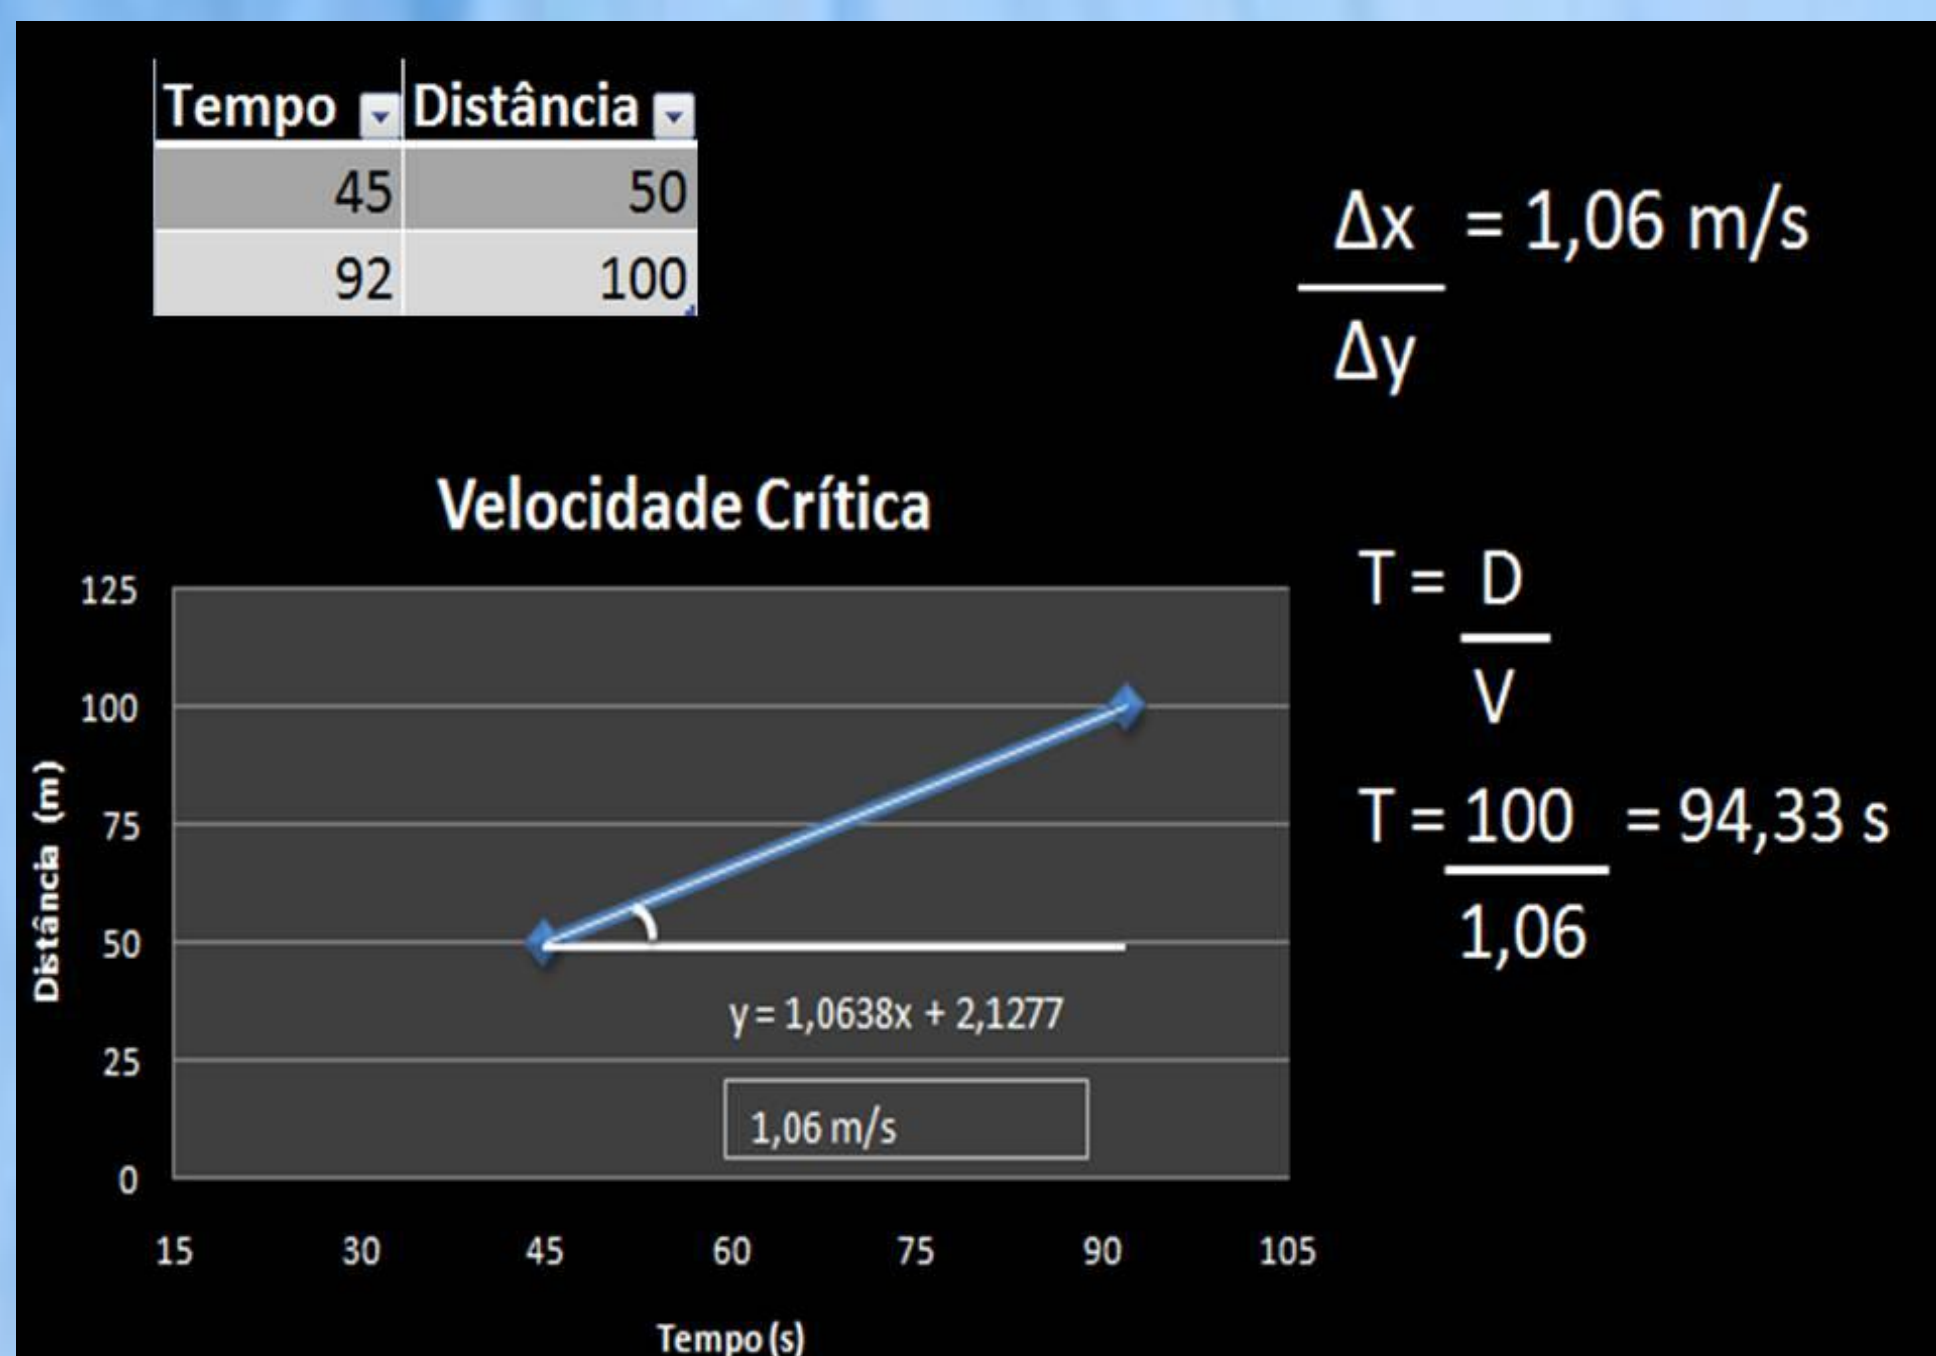 Tempo Distância
45 50
92 100
Δx = 1,06 m/s
Δy
Velocidade Crítica
125
100
75
50
25
0
Distância (m)
y = 1,0638x + 2,1277
1,06 m/s
15 30 45 60 75 90 105
Tempo (s)
T = D
V
T = 100 = 94,33 s
1,06